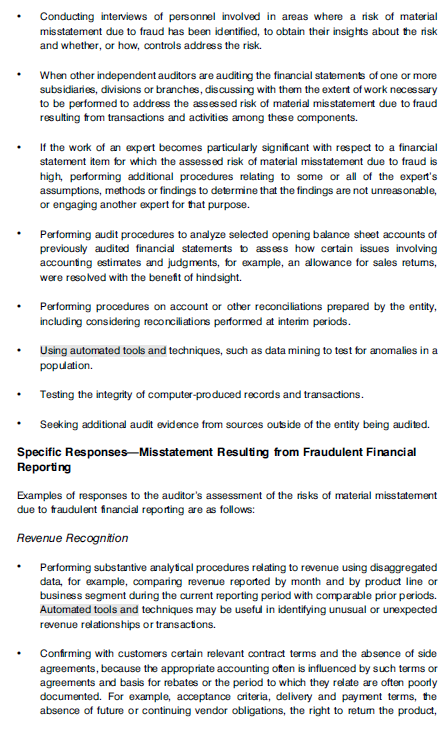 • Conducting interviews of personnel involved in areas where a risk of material
misstatement due to fraud has been identified, to obtain their insights about the risk
and whether, or how, controls address the risk.
• When other independent auditors are auditing the financial statements of one or more
subsidiaries, divisions or branches, discussing with them the extent of work necessary
to be performed to address the assessed risk of material misstatement due to fraud
resulting from transactions and activities among these components.
• If the work of an expert becomes particularly significant with respect to a financial
statement item for which the assessed risk of material misstatement due to fraud is
high, performing additional procedures relating to some or all of the expert's
assumptions, methods or findings to determine that the findings are not unreasonable,
or engaging another expert for that purpose.
• Performing audit procedures to analyze selected opening balance sheet accounts of
previously audited financial statements to assess how certain issues involving
accounting estimates and judgments, for example, an allowance for sales returns,
were resolved with the benefit of hindsight.
• Performing procedures on account or other reconciliations prepared by the entity,
including considering reconciliations performed at interim periods.
• Using automated tools and techniques, such as data mining to test for anomalies in a
population.
• Testing the integrity of computer-produced records and transactions.
• Seeking additional audit evidence from sources outside of the entity being audited.
Specific Responses—Misstatement Resulting from Fraudulent Financial
Reporting
Examples of responses to the auditor's assessment of the risks of material misstatement
due to fraudulent financial reporting are as follows:
Revenue Recognition
• Performing substantive analytical procedures relating to revenue using disaggregated
data, for example, comparing revenue reported by month and by product line or
business segment during the current reporting period with comparable prior periods.
Automated tools and techniques may be useful in identifying unusual or unexpected
revenue relationships or transactions.
• Confirming with customers certain relevant contract terms and the absence of side
agreements, because the appropriate accounting often is influenced by such terms or
agreements and basis for rebates or the period to which they relate are often poorly
documented. For example, acceptance criteria, delivery and payment terms, the
absence of future or continuing vendor obligations, the right to return the product,